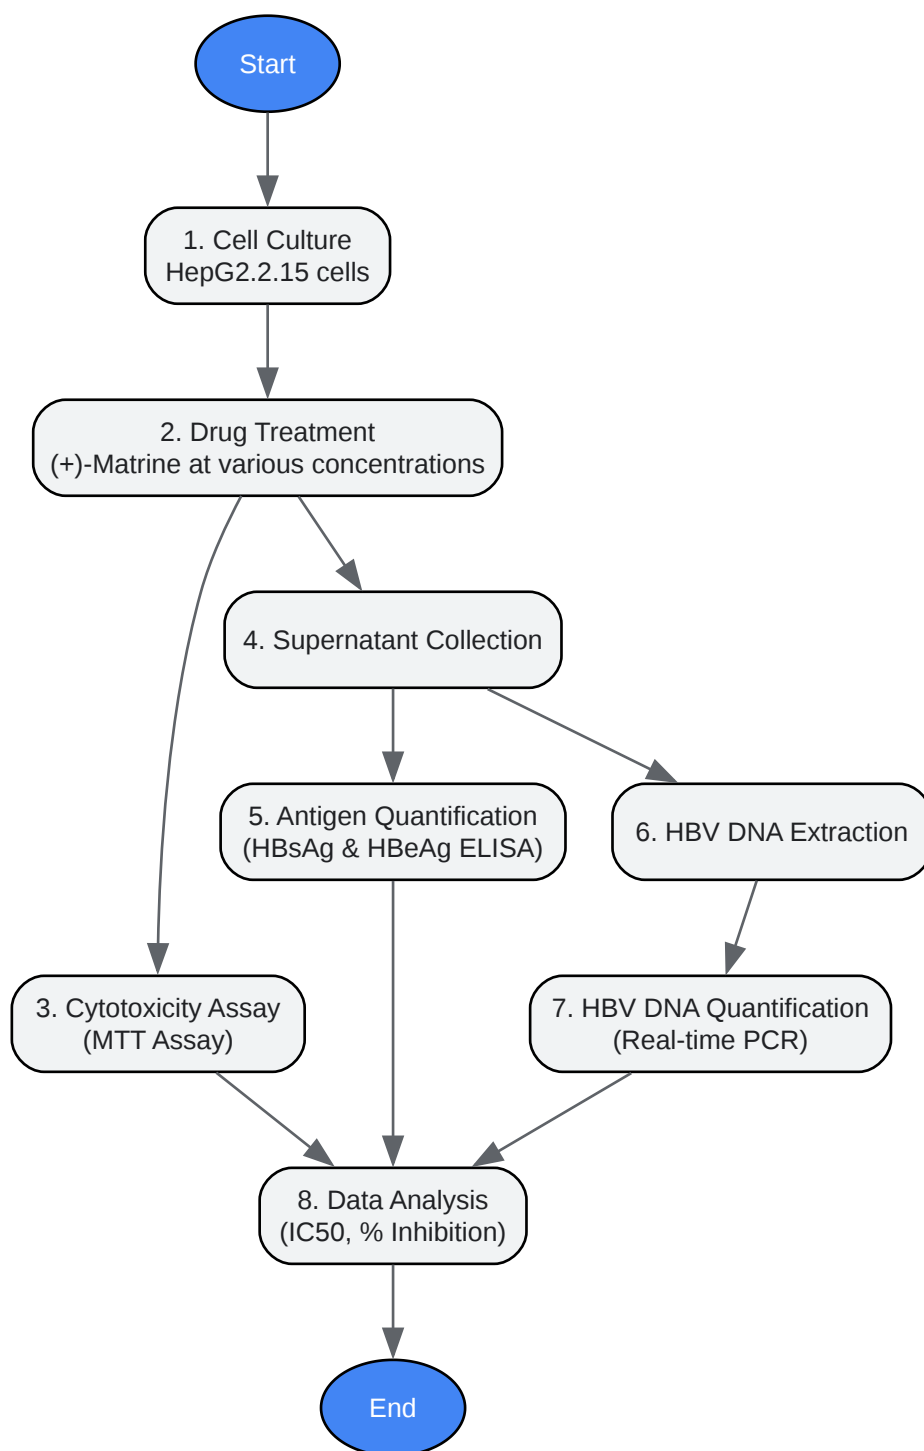 Start
1. Cell Culture
HepG2.2.15 cells
2. Drug Treatment
(+)-Matrine at various concentrations
4. Supernatant Collection
5. Antigen Quantification
(HBsAg & HBeAg ELISA)
6. HBV DNA Extraction
3. Cytotoxicity Assay
(MTT Assay)
7. HBV DNA Quantification
(Real-time PCR)
8. Data Analysis
(IC50, % Inhibition)
End